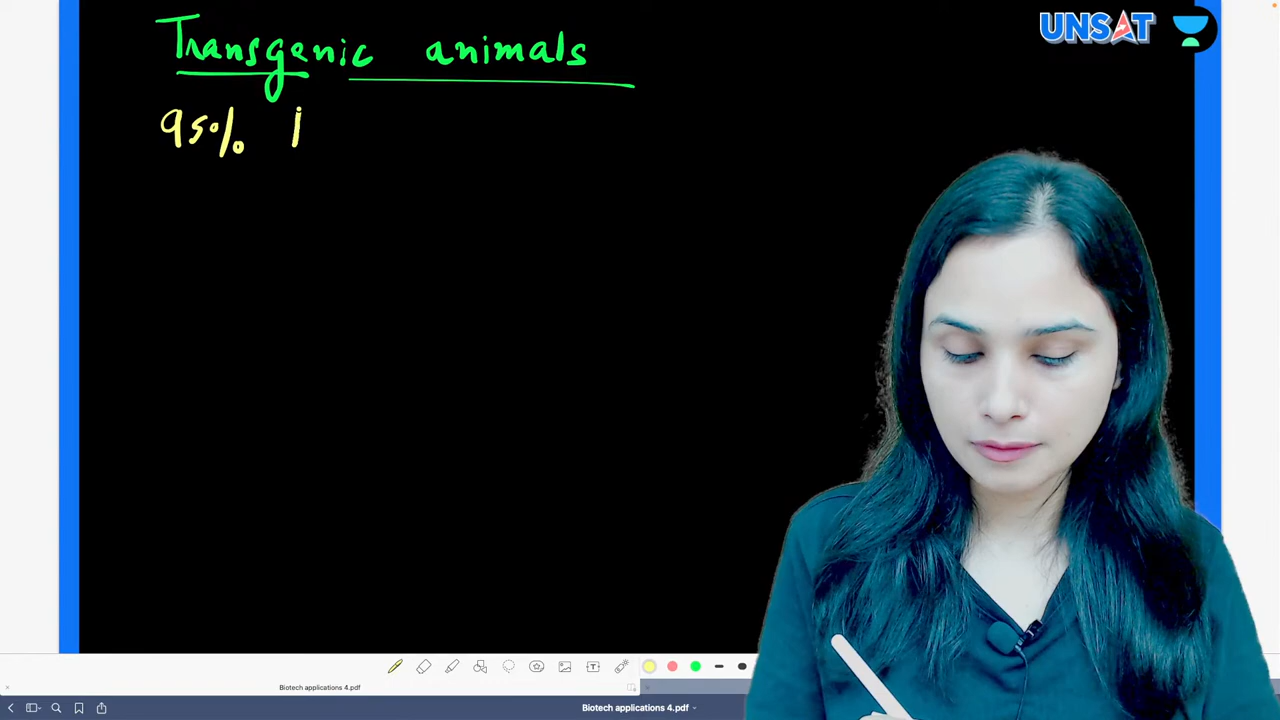 Transgenic animals
UNSAT
95%
Biotech applications 4.pdf
Biotech applications 4.pdf